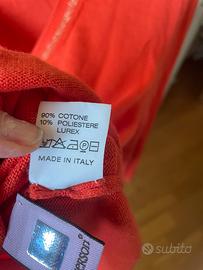 90% COTONE
10% POLIESTERE
LUREX
MADE IN ITALY
subito